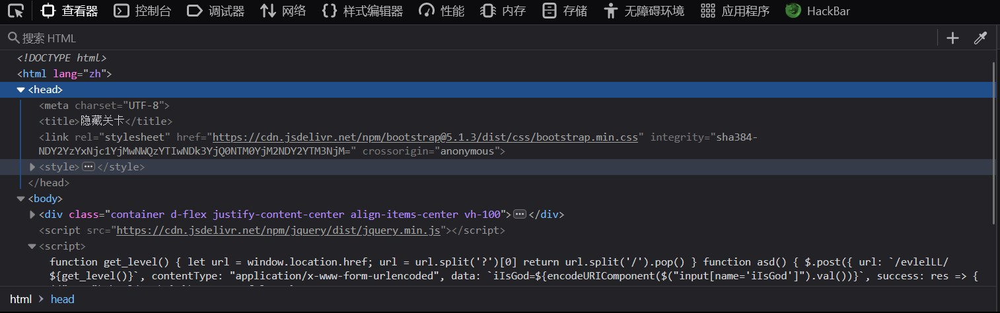 查看器 控制台 调试器 网络 样式编辑器 性能 内存 存储 无障碍环境 应用程序 HackBar
搜索 HTML
<!DOCTYPE html>
<html lang="zh">
<head>
<meta charset="UTF-8">
<title>隐藏关卡</title>
<link rel="stylesheet" href="https://cdn.jsdelivr.net/npm/bootstrap@5.1.3/dist/css/bootstrap.min.css" integrity="sha384-
NDY2YzYxNjc1YjMwNWQzYTIwNDk3YjQ0NTM0YjM2NDY2YTM3NjM=" crossorigin="anonymous">
<style>…</style>
</head>
<body>
<div class="container d-flex justify-content-center align-items-center vh-100">…</div>
<script src="https://cdn.jsdelivr.net/npm/jquery/dist/jquery.min.js"></script>
<script>
function get_level() { let url = window.location.href; url = url.split('?')[0] return url.split('/').pop() } function asd() { $.post({ url: `/evlelLL/
${get_level()}`, contentType: "application/x-www-form-urlencoded", data: `iIsGod=${encodeURIComponent($("input[name='iIsGod']").val())}`, success: res => {
html > head